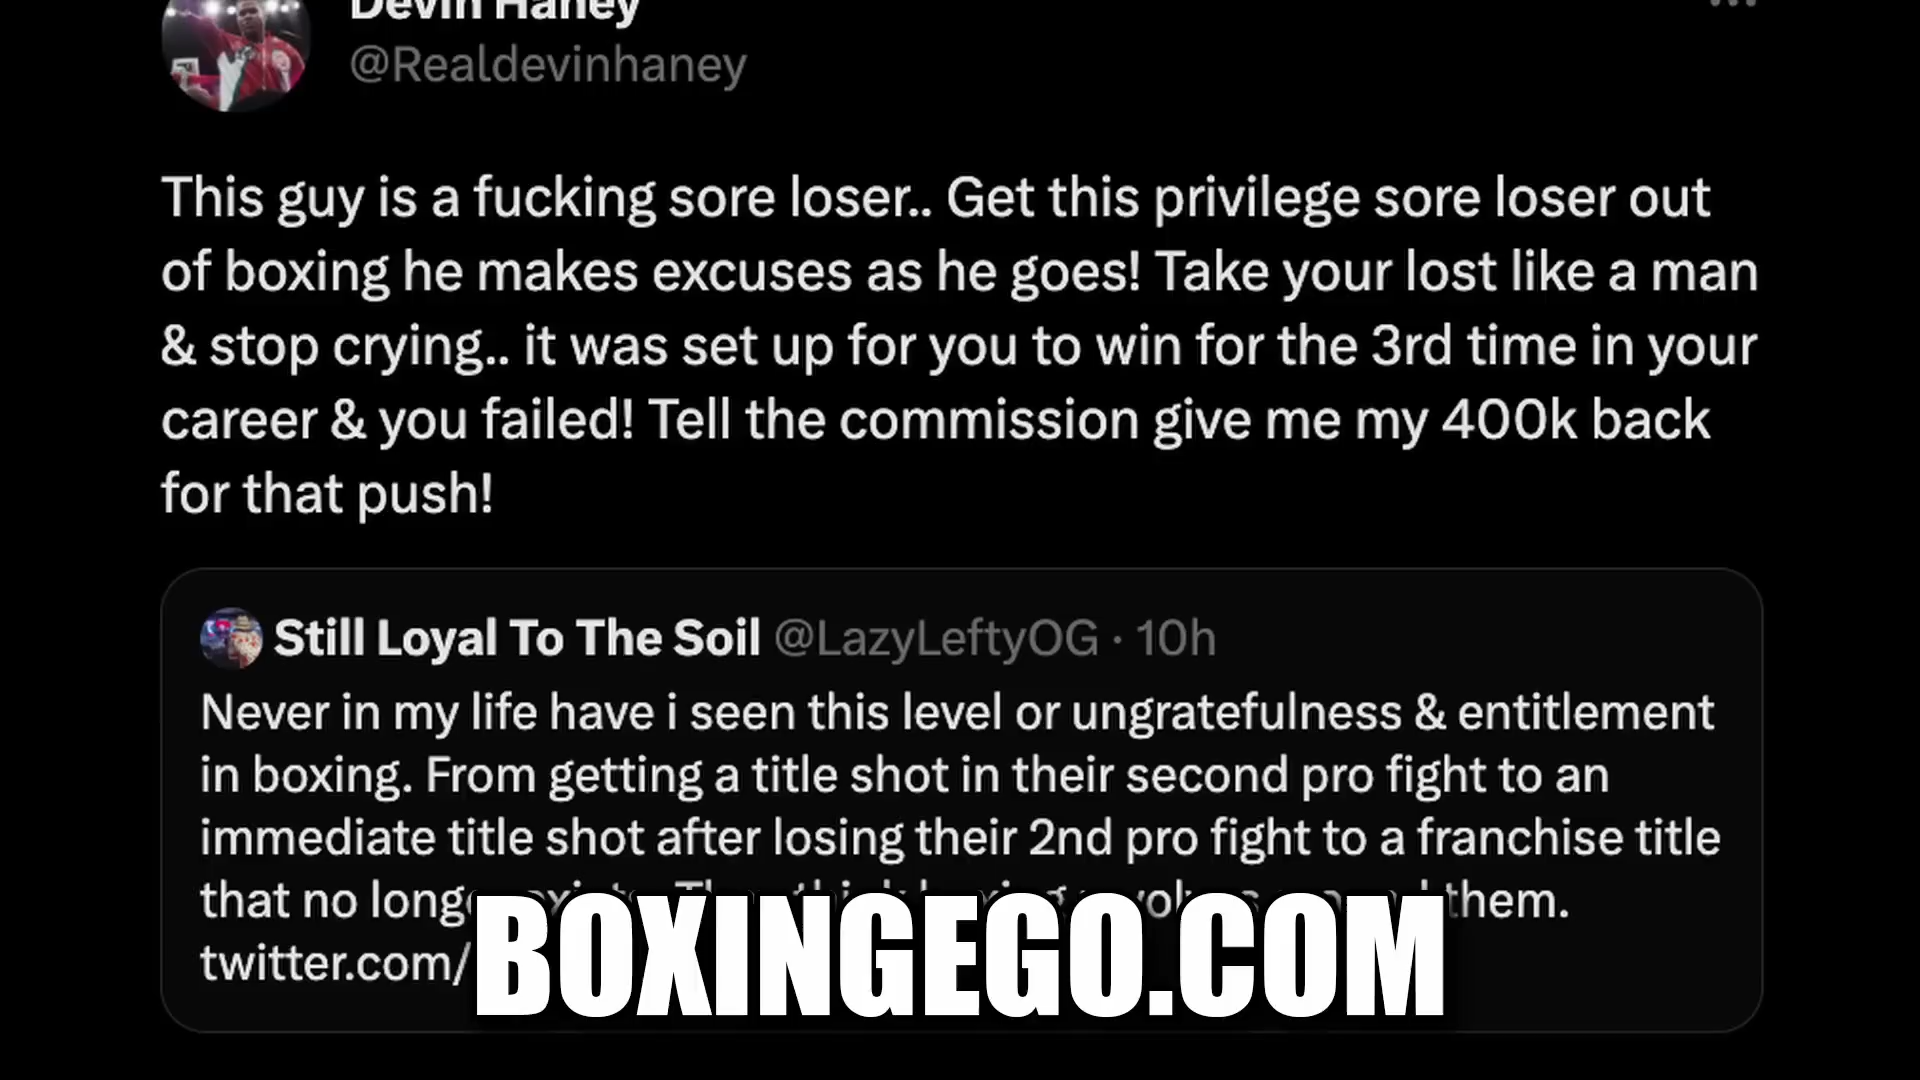 Devin Haney
@Realdevinhaney
This guy is a fucking sore loser.. Get this privilege sore loser out
of boxing he makes excuses as he goes! Take your lost like a man
& stop crying.. it was set up for you to win for the 3rd time in your
career & you failed! Tell the commission give me my 400k back
for that push!
Still Loyal To The Soil @LazyLeftyOG · 10h
Never in my life have i seen this level or ungratefulness & entitlement
in boxing. From getting a title shot in their second pro fight to an
immediate title shot after losing their 2nd pro fight to a franchise title
that no them.
twitter.com/
BOXINGEGO.COM